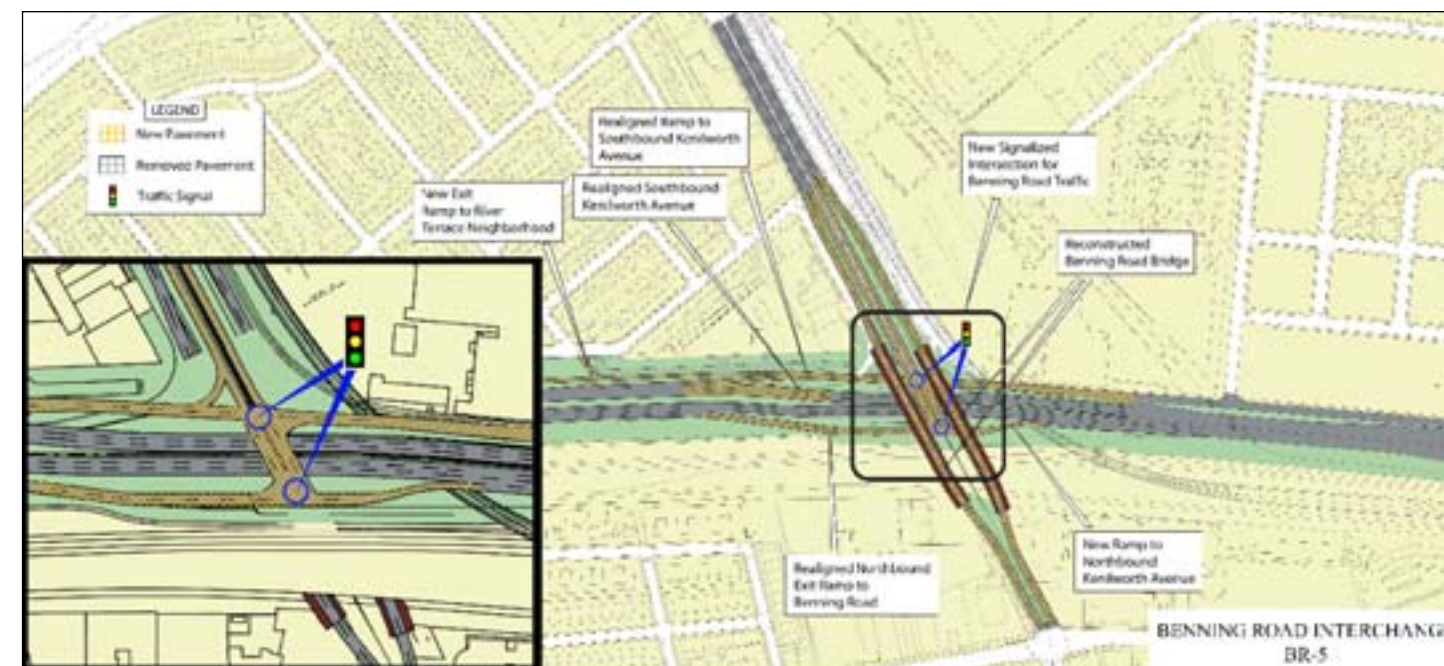 LEGEND
New Pavement
Removed Pavement
Traffic Signal
New Exit
Ramp to River
Terrace Neighborhood
Realigned Ramp to
Southbound Kenilworth
Avenue
Realigned Southbound
Kenilworth Avenue
New Signalized
Intersection for
Benning Road Traffic
Reconstructed
Benning Road Bridge
Realigned Northbound
Exit Ramp to
Benning Road
New Ramp to
Northbound
Kenilworth Avenue
BENNING ROAD INTERCHANG
BR-5